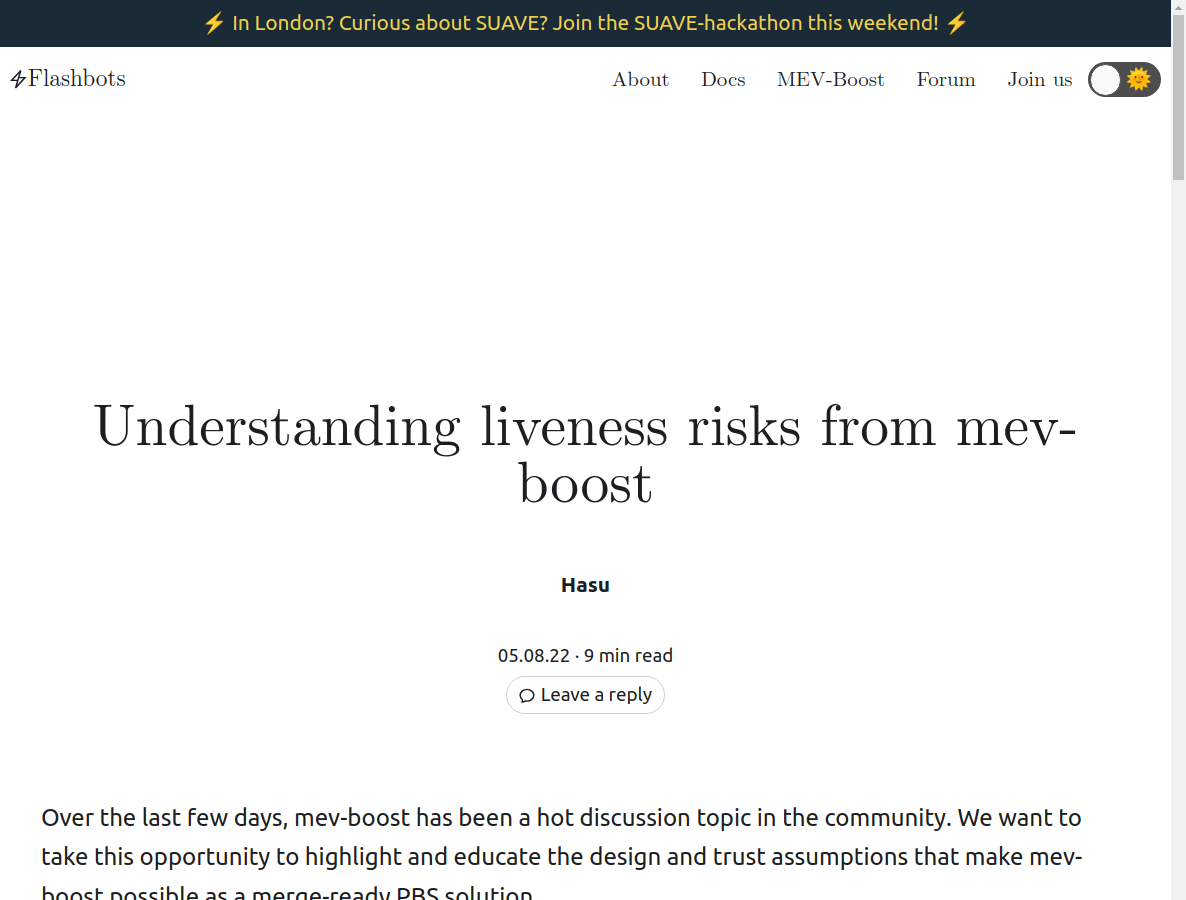 ⚡ In London? Curious about SUAVE? Join the SUAVE-hackathon this weekend! ⚡
Flashbots
About Docs MEV-Boost Forum Join us
Understanding liveness risks from mev-
boost
Hasu
05.08.22 · 9 min read
Leave a reply
Over the last few days, mev-boost has been a hot discussion topic in the community. We want to
take this opportunity to highlight and educate the design and trust assumptions that make mev-
boost possible as a merge-ready PBS solution.